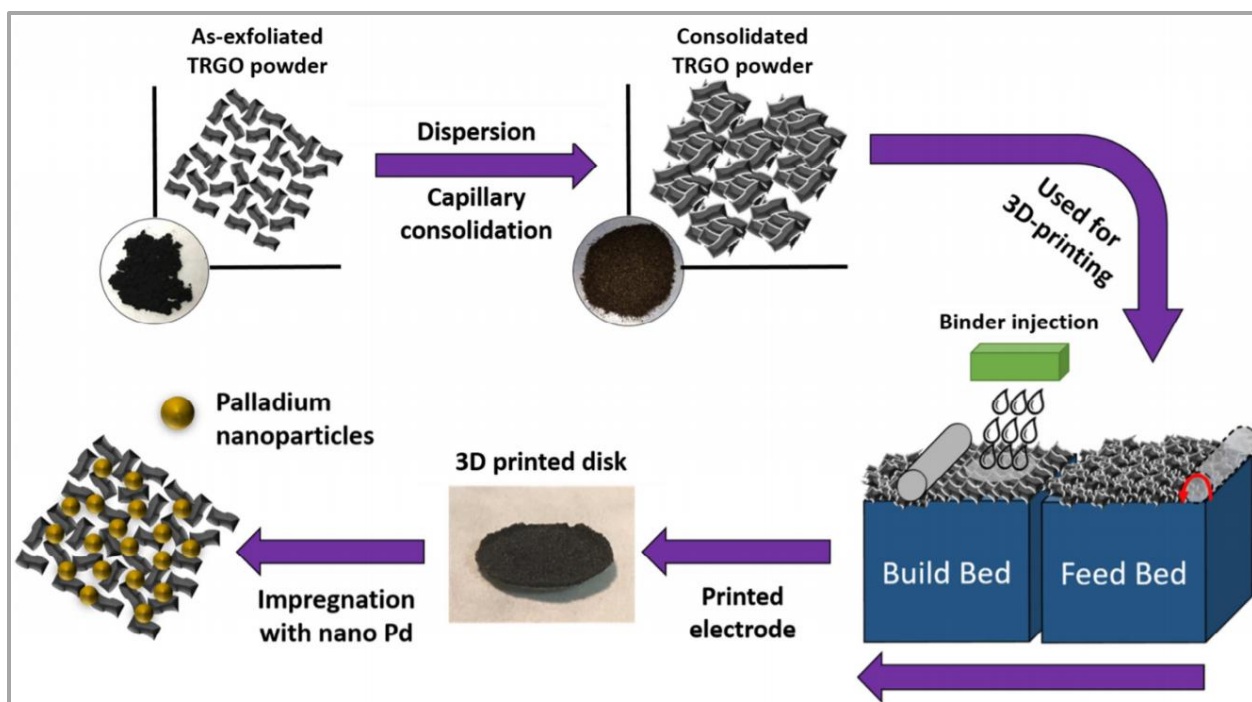 As-exfoliated
TRGO powder
Dispersion
Capillary
consolidation
Consolidated
TRGO powder
Used for
3D-printing
Binder injection
Build Bed
Feed Bed
Printed
electrode
3D printed disk
Impregnation
with nano Pd
Palladium
nanoparticles